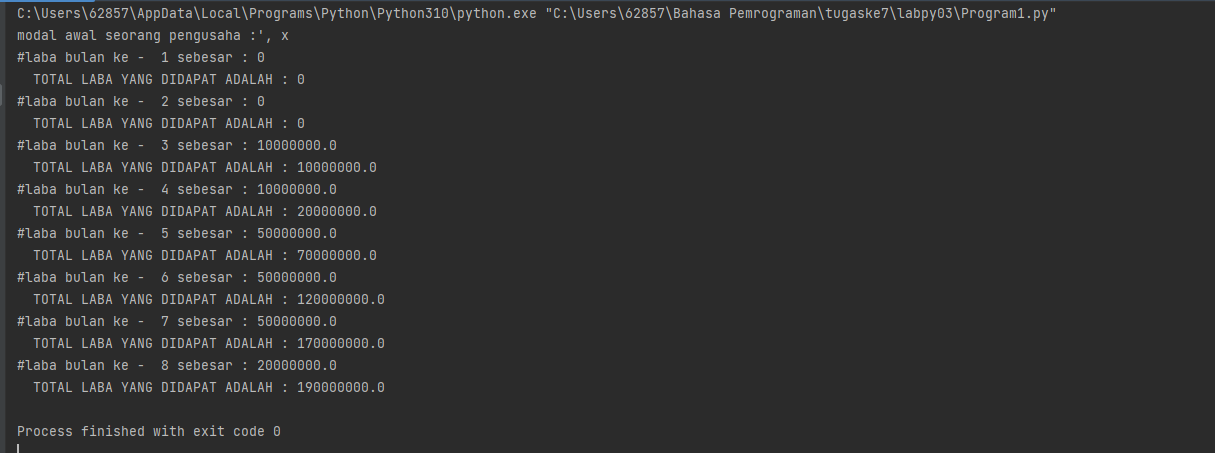 C:\Users\62857\AppData\Local\Programs\Python\Python310\python.exe "C:\Users\62857\Bahasa Pemrograman\tugaske7\labpy03\Program1.py"
modal awal seorang pengusaha :', x
#laba bulan ke -  1 sebesar : 0
  TOTAL LABA YANG DIDAPAT ADALAH : 0
#laba bulan ke -  2 sebesar : 0
  TOTAL LABA YANG DIDAPAT ADALAH : 0
#laba bulan ke -  3 sebesar : 10000000.0
  TOTAL LABA YANG DIDAPAT ADALAH : 10000000.0
#laba bulan ke -  4 sebesar : 10000000.0
  TOTAL LABA YANG DIDAPAT ADALAH : 20000000.0
#laba bulan ke -  5 sebesar : 50000000.0
  TOTAL LABA YANG DIDAPAT ADALAH : 70000000.0
#laba bulan ke -  6 sebesar : 50000000.0
  TOTAL LABA YANG DIDAPAT ADALAH : 120000000.0
#laba bulan ke -  7 sebesar : 50000000.0
  TOTAL LABA YANG DIDAPAT ADALAH : 170000000.0
#laba bulan ke -  8 sebesar : 20000000.0
  TOTAL LABA YANG DIDAPAT ADALAH : 190000000.0
Process finished with exit code 0